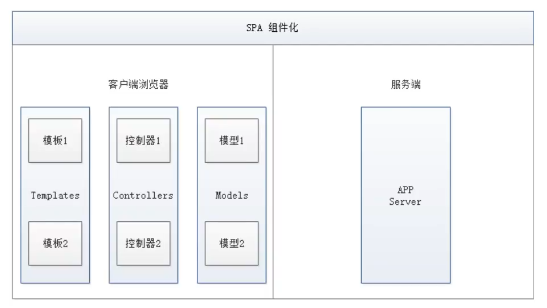 SPA 组件化
客户端浏览器
服务端
模板1
控制器1
模型1
Templates
Controllers
Models
APP
Server
模板2
控制器2
模型2